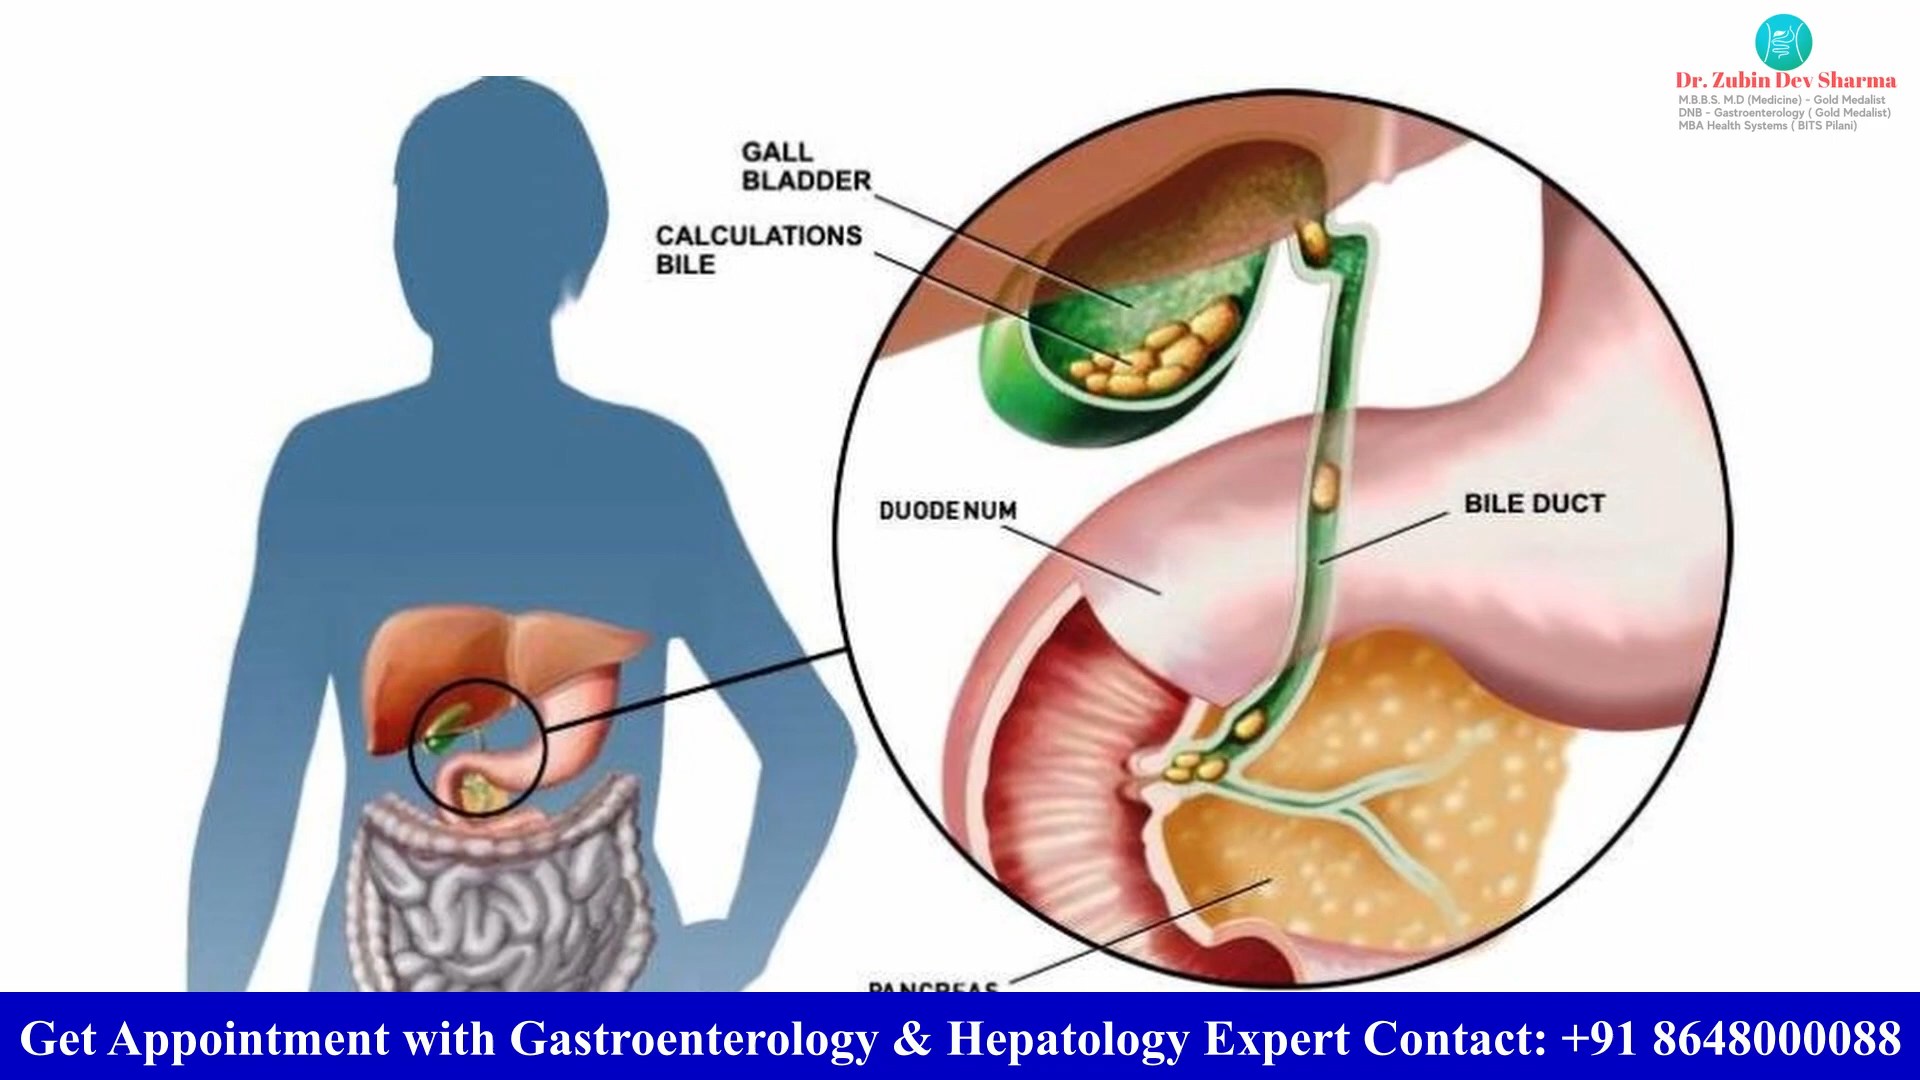 Dr. Zubin Dev Sharma
M.B.B.S. M.D (Medicine) - Gold Medalist
DNB - Gastroenterology ( Gold Medalist)
MBA Health Systems ( BITS Pilani)
GALL
BLADDER
CALCULATIONS
BILE
DUODENUM
BILE DUCT
PANCREAS
Get Appointment with Gastroenterology & Hepatology Expert Contact: +91 8648000088